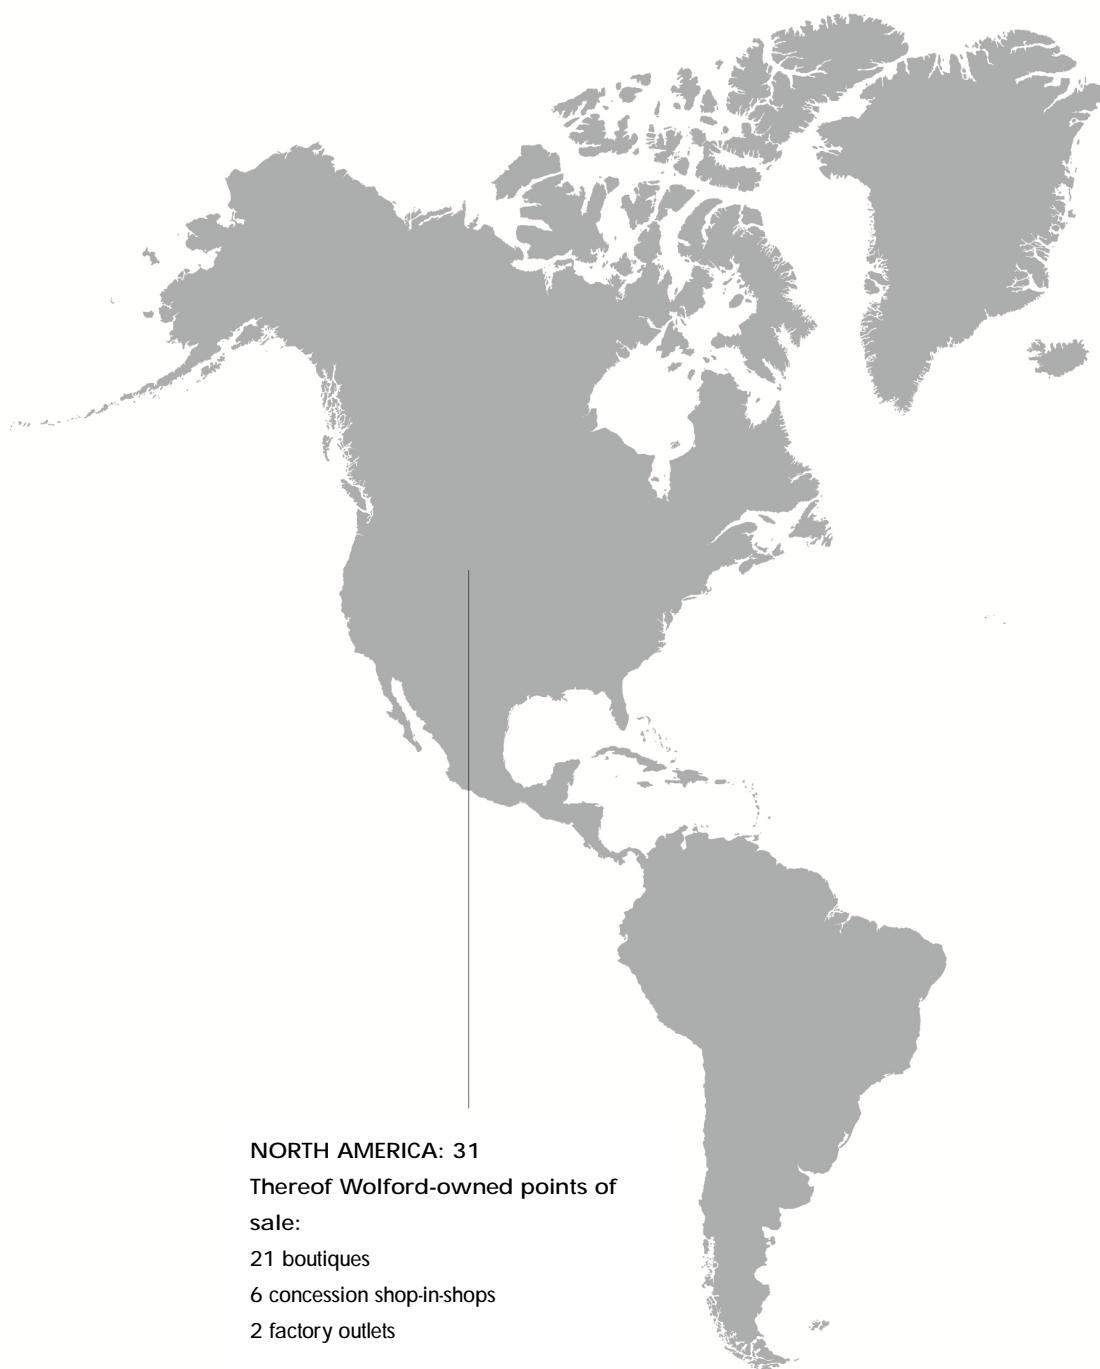 NORTH AMERICA: 31
Thereof Wolford-owned points of
sale:
21 boutiques
6 concession shop-in-shops
2 factory outlets